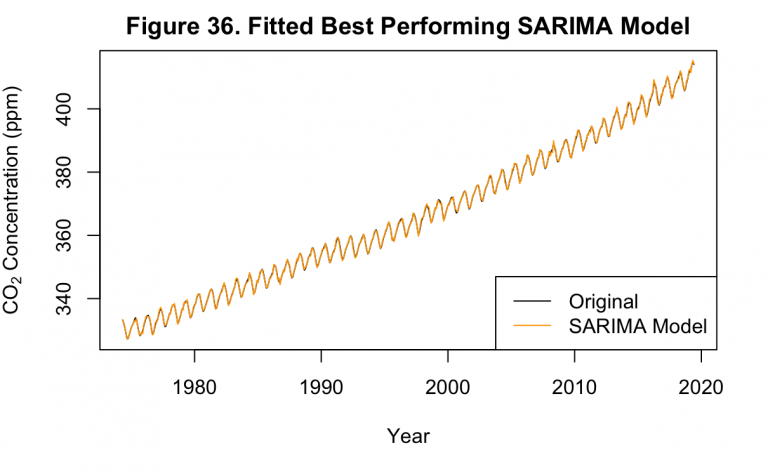 Figure 36. Fitted Best Performing SARIMA Model
CO₂ Concentration (ppm)
400
380
360
340
Original
SARIMA Model
1980 1990 2000 2010 2020
Year